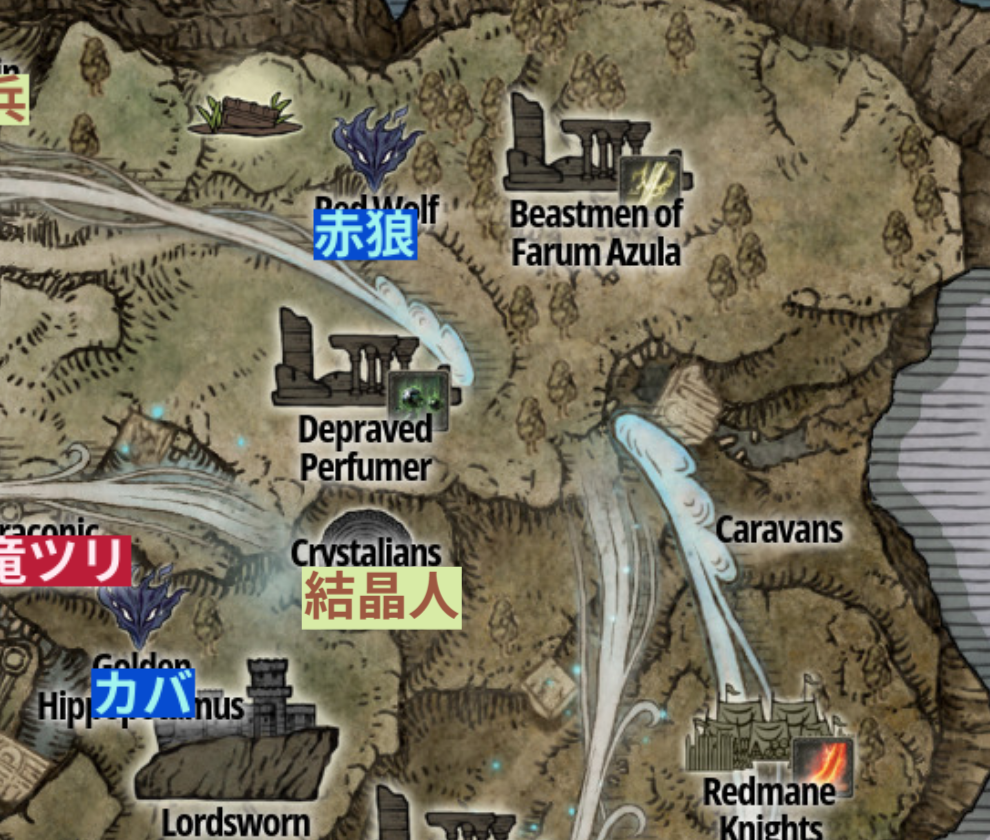 兵
Red Wolf
赤狼
Beastmen of
Farum Azula
Depraved
Perfumer
Crystalians
結晶人
竜ツリ
Caravans
Golden
カバ
Hippopotamus
Lordsworn
Redmane
Knights